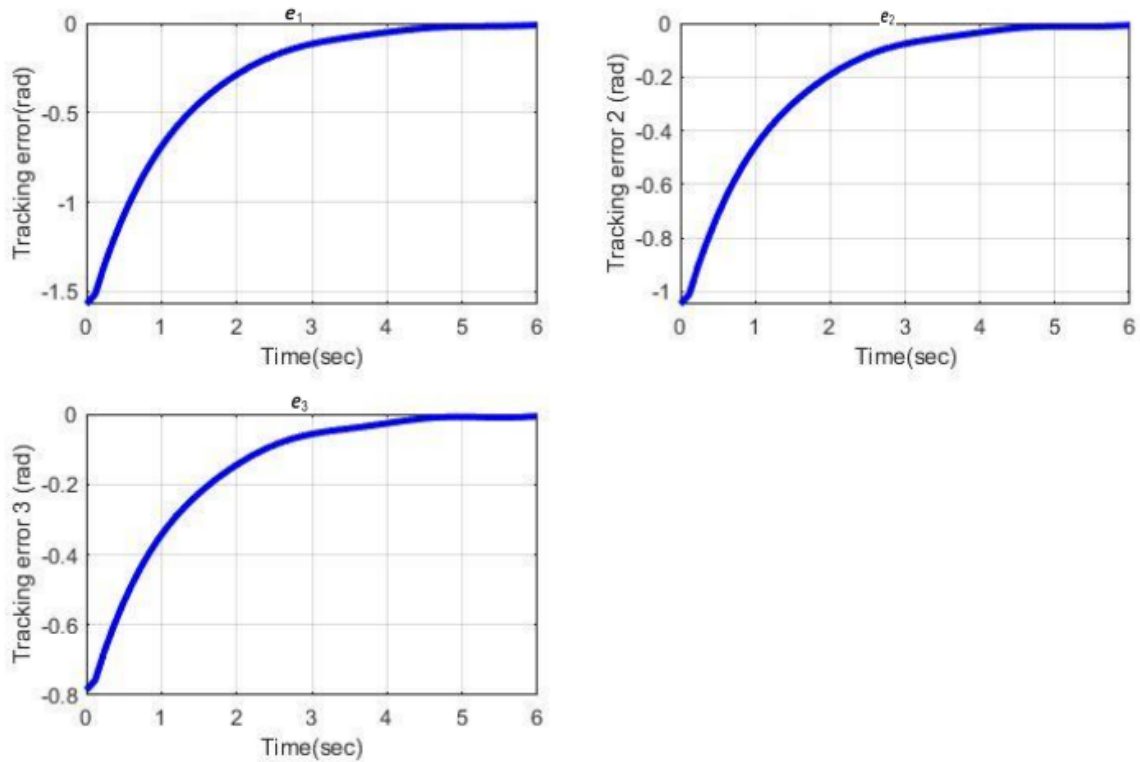 e₁
0
-0.5
-1
-1.5
Tracking error(rad)
0 1 2 3 4 5 6
Time(sec)
e₂
0
-0.2
-0.4
-0.6
-0.8
-1
Tracking error 2 (rad)
0 1 2 3 4 5 6
Time(sec)
e₃
0
-0.2
-0.4
-0.6
-0.8
Tracking error 3 (rad)
0 1 2 3 4 5 6
Time(sec)